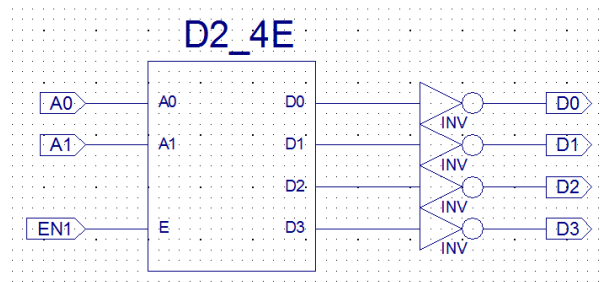 D2_4E
A0 A0 D0 D0
INV
A1 A1 D1 D1
INV
D2 D2
INV
EN1 E D3 D3
INV